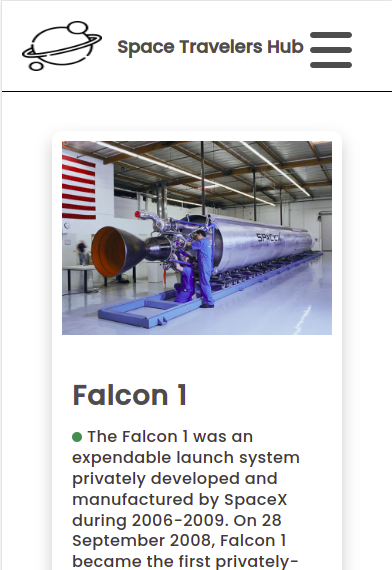 Space Travelers Hub
SPACEX
Falcon 1
The Falcon 1 was an
expendable launch system
privately developed and
manufactured by SpaceX
during 2006-2009. On 28
September 2008, Falcon 1
became the first privately-